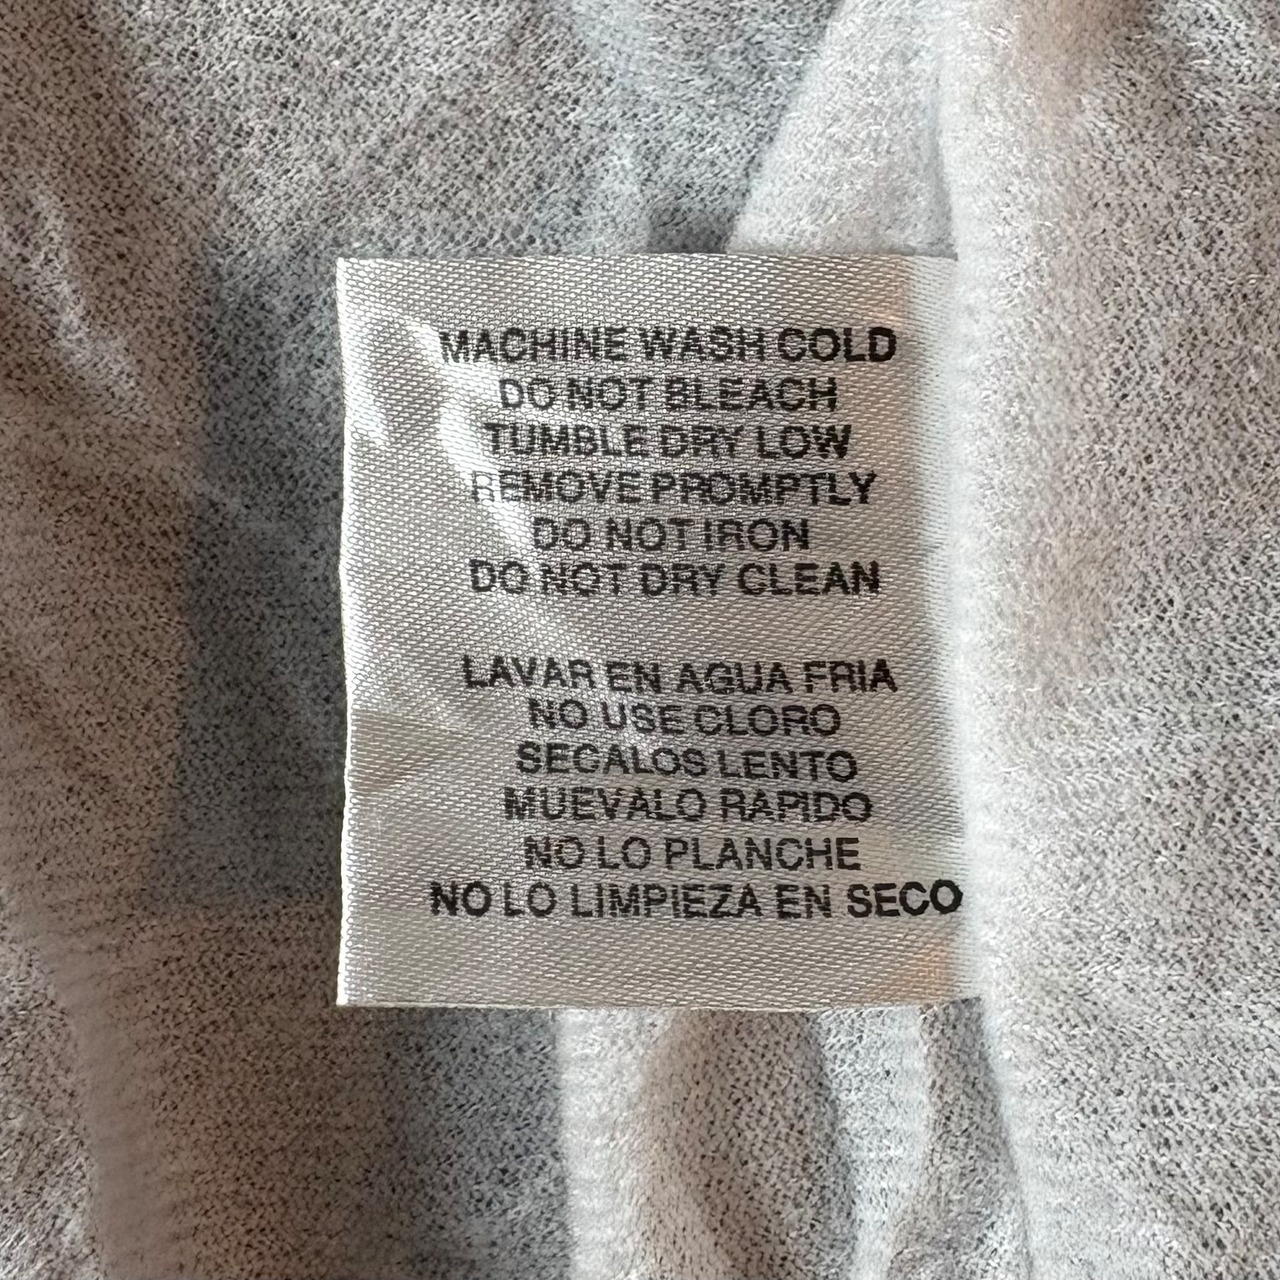 MACHINE WASH COLD
DO NOT BLEACH
TUMBLE DRY LOW
REMOVE PROMPTLY
DO NOT IRON
DO NOT DRY CLEAN
LAVAR EN AGUA FRIA
NO USE CLORO
SECALOS LENTO
MUEVALO RAPIDO
NO LO PLANCHE
NO LO LIMPIEZA EN SECO